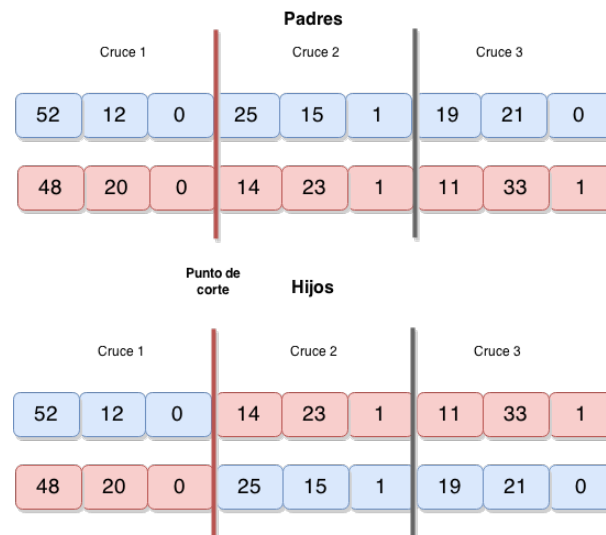 Padres
Cruce 1 Cruce 2 Cruce 3
52 12 0 25 15 1 19 21 0
48 20 0 14 23 1 11 33 1
Punto de
corte
Hijos
Cruce 1 Cruce 2 Cruce 3
52 12 0 14 23 1 11 33 1
48 20 0 25 15 1 19 21 0